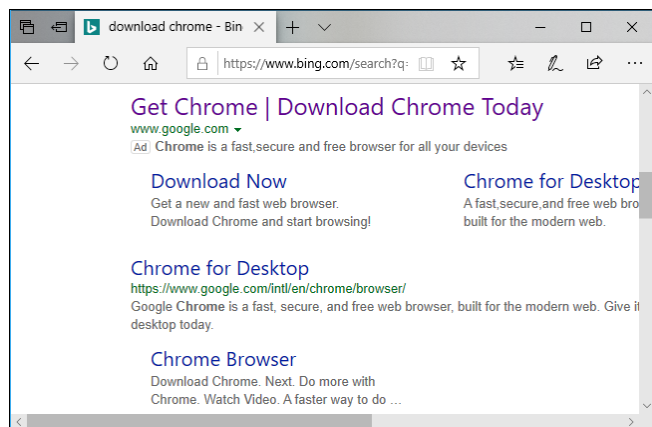 download chrome - Bin
https://www.bing.com/search?q=
Get Chrome | Download Chrome Today
www.google.com
Ad Chrome is a fast,secure and free browser for all your devices
Download Now
Get a new and fast web browser.
Download Chrome and start browsing!
Chrome for Desktop
A fast,secure,and free web bro
built for the modern web.
Chrome for Desktop
https://www.google.com/intl/en/chrome/browser/
Google Chrome is a fast, secure, and free web browser, built for the modern web. Give it
desktop today.
Chrome Browser
Download Chrome. Next. Do more with
Chrome. Watch Video. A faster way to do ...